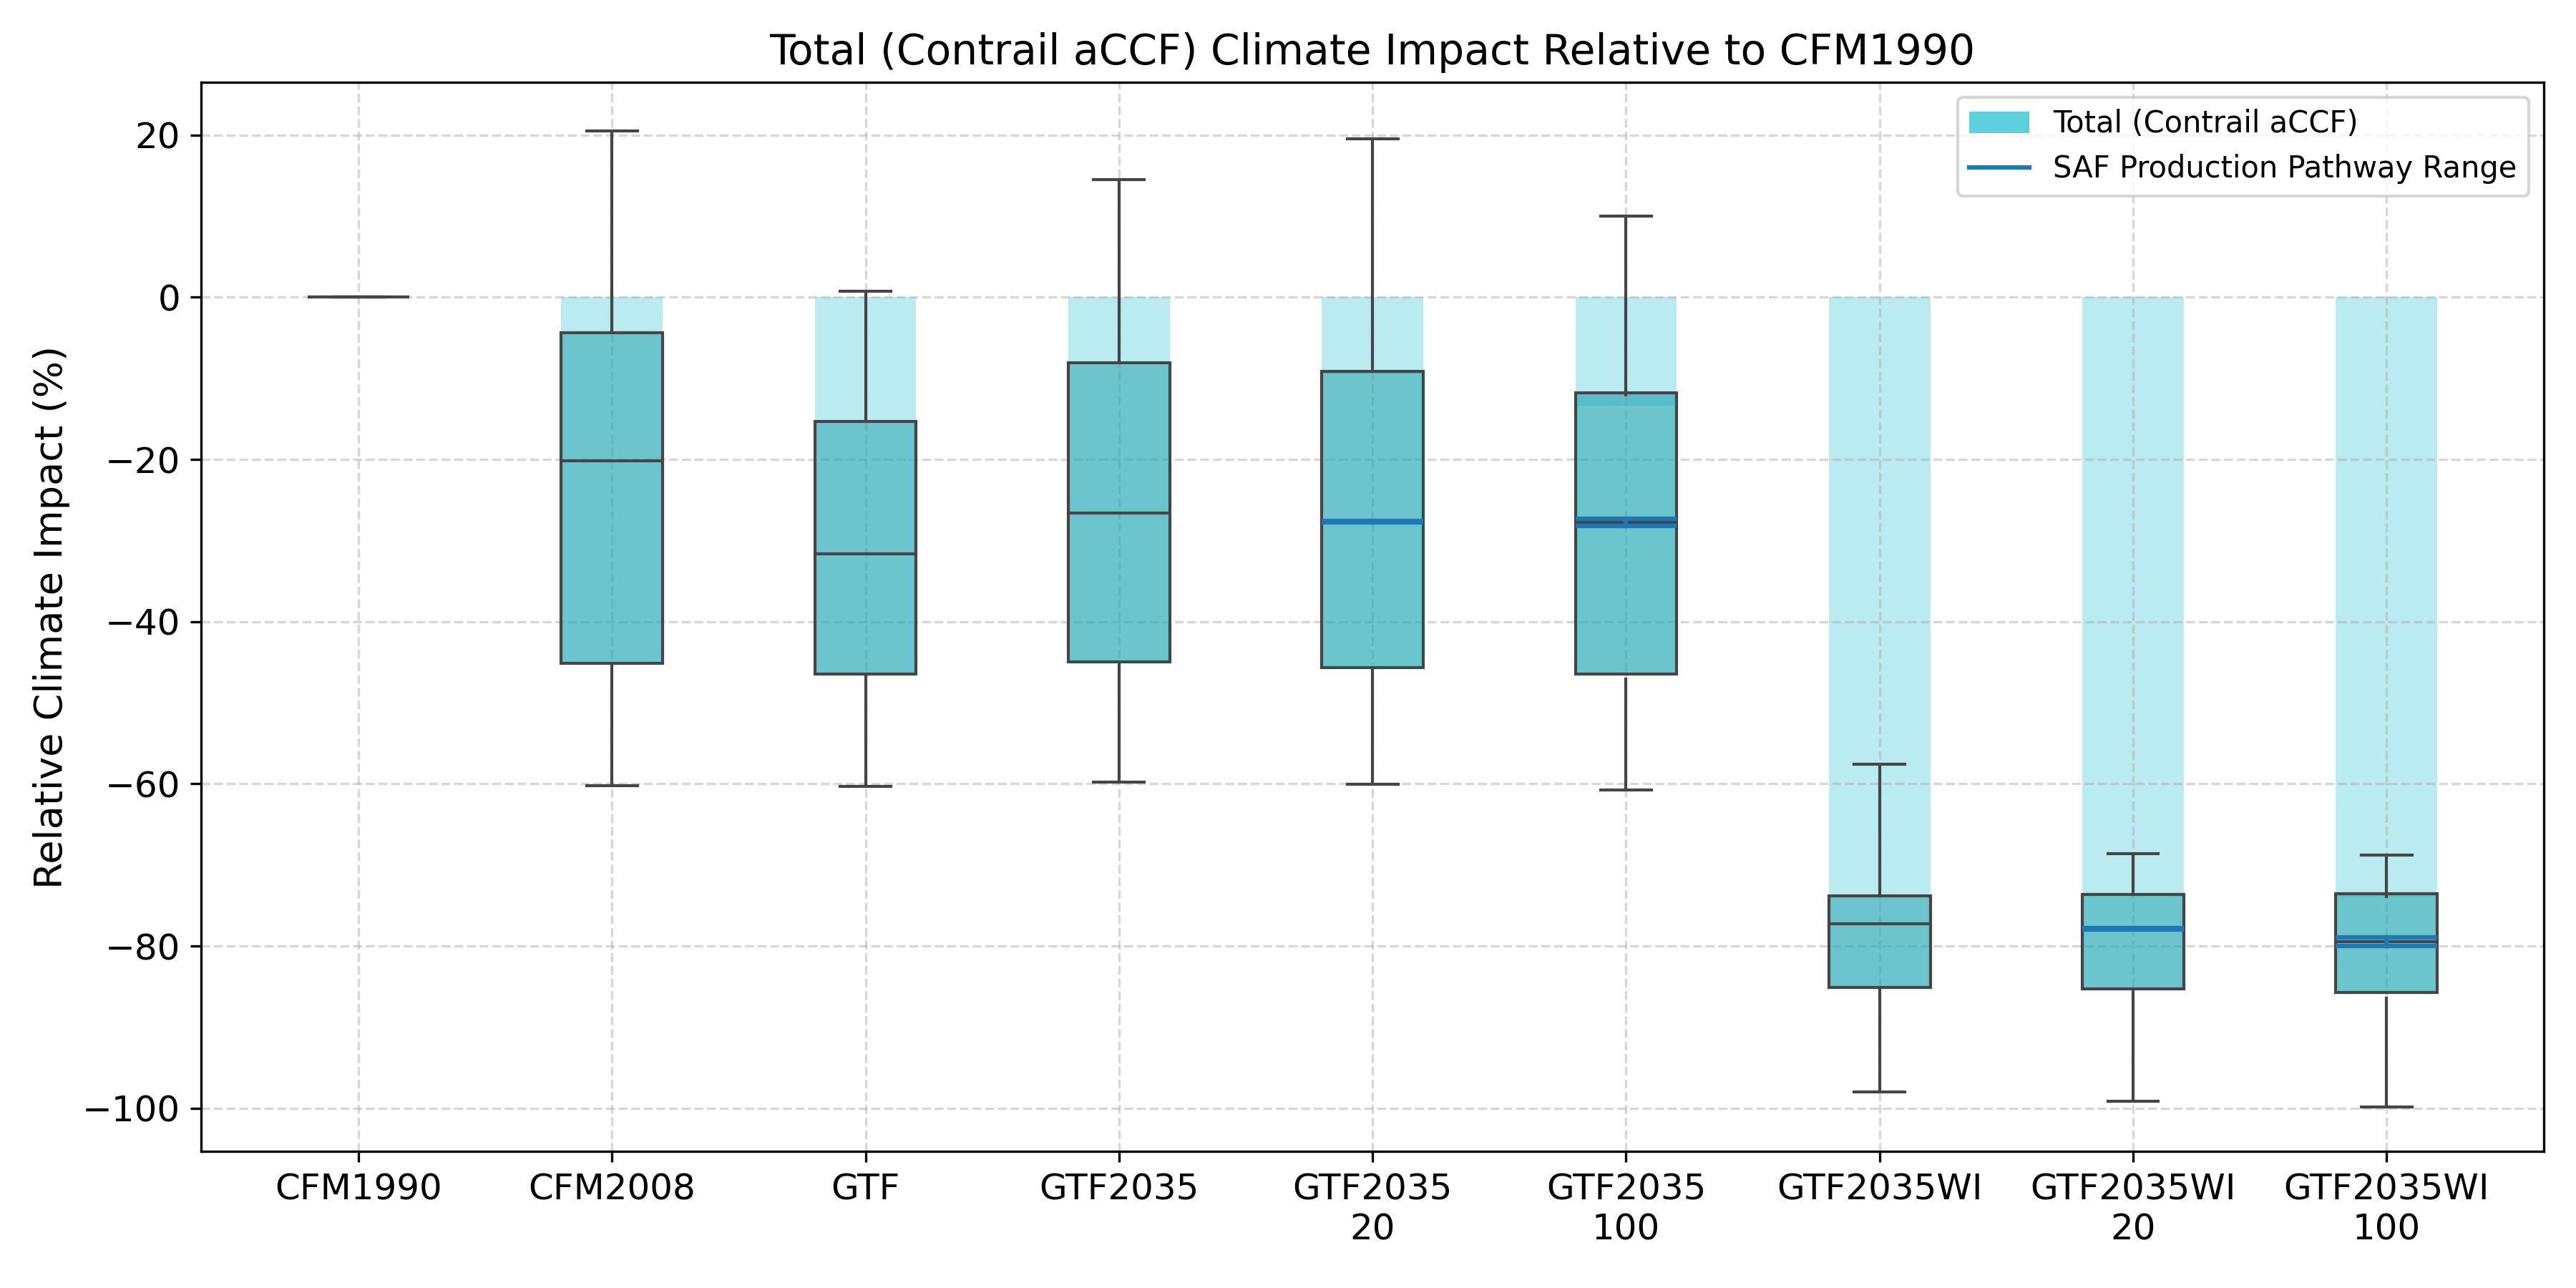 Total (Contrail aCCF) Climate Impact Relative to CFM1990
Total (Contrail aCCF)
SAF Production Pathway Range
Relative Climate Impact (%)
20
0
−20
−40
−60
−80
−100
CFM1990 CFM2008 GTF GTF2035 GTF2035 GTF2035 GTF2035WI GTF2035WI GTF2035WI
20 100 20 100